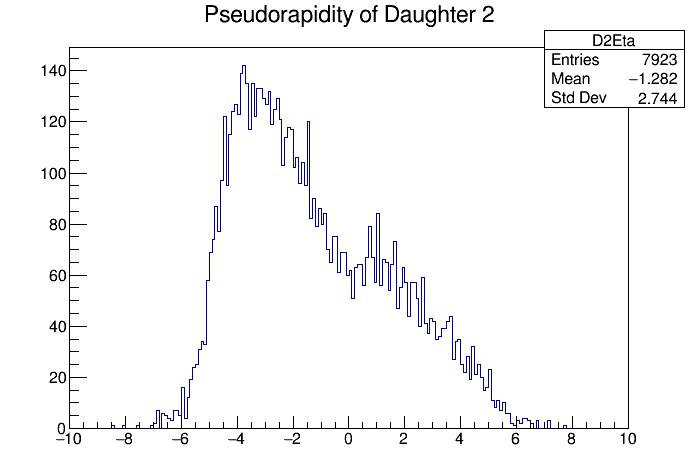 Pseudorapidity of Daughter 2
D2Eta
Entries 7923
Mean −1.282
Std Dev 2.744
140
120
100
80
60
40
20
0
−10 −8 −6 −4 −2 0 2 4 6 8 10